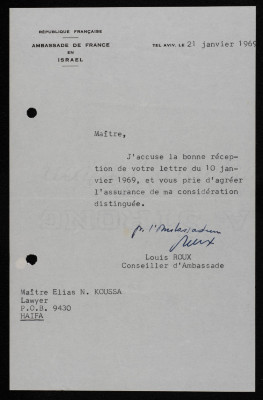 RÉPUBLIQUE FRANÇAISE
AMBASSADE DE FRANCE
EN
ISRAEL
TEL AVIV, LE 21 janvier 1969
Maître,
J'accuse la bonne récep-
tion de votre lettre du 10 jan-
vier 1969, et vous prie d'agréer
l'assurance de ma considération
distinguée.
pr. l'Ambassadeur
Roux
Louis ROUX
Conseiller d'Ambassade
Maître Elias N. KOUSSA
Lawyer
P.O.B. 9430
HAIFA